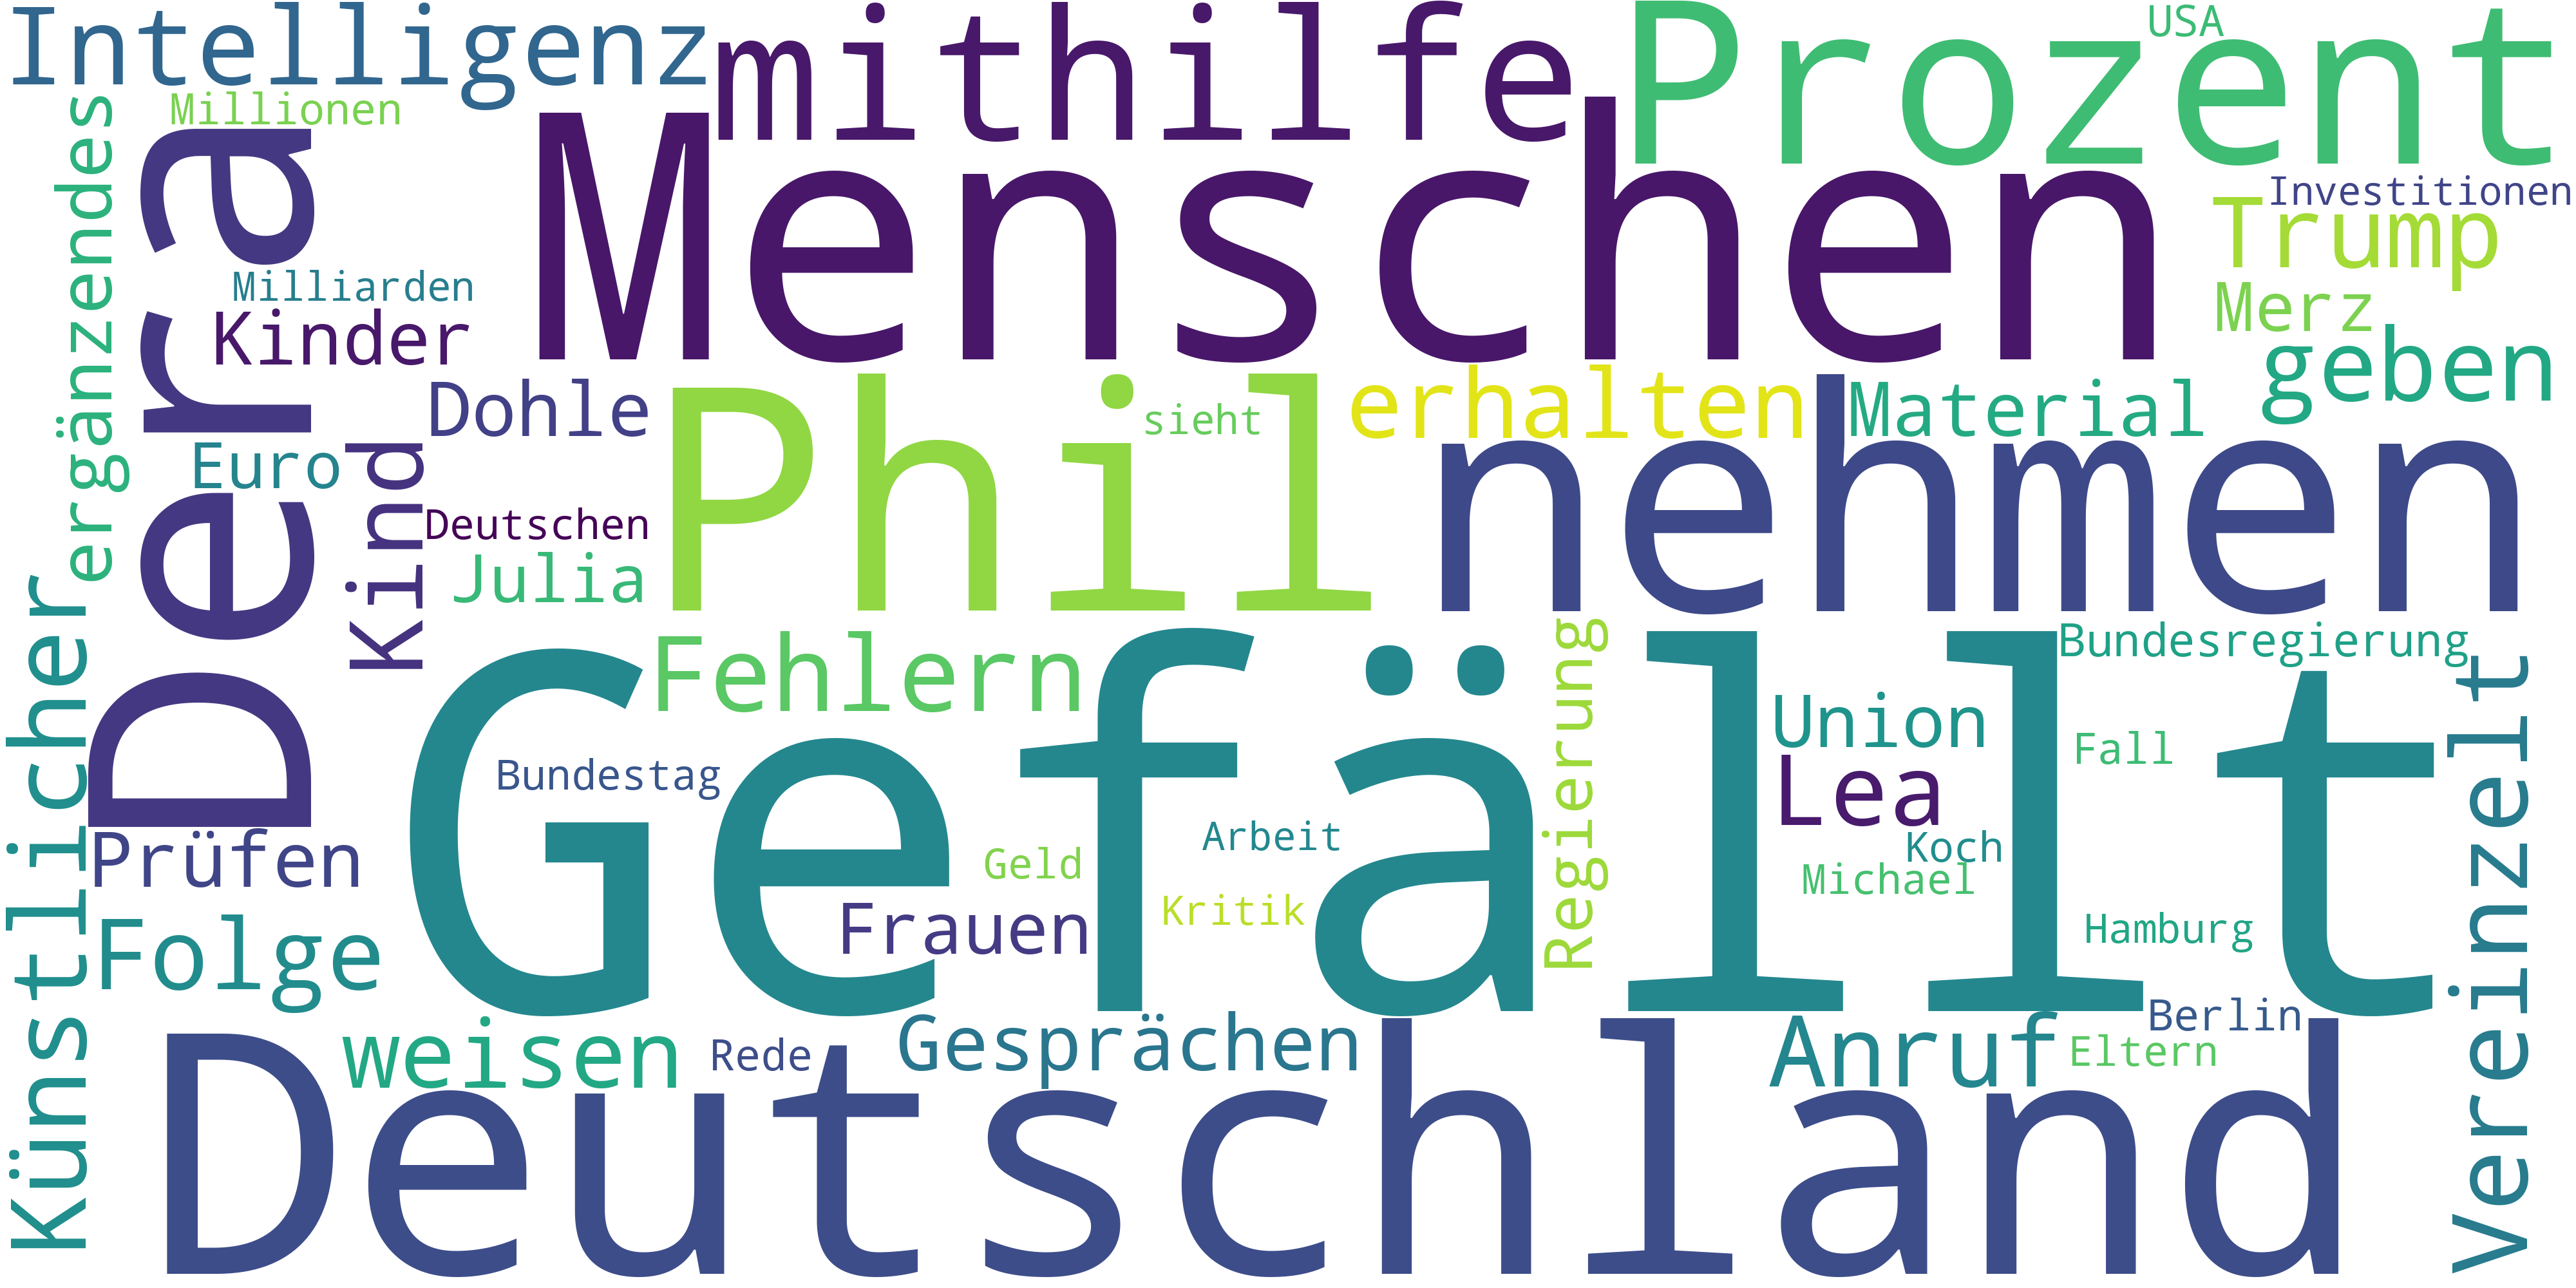 Intelligenz
mithilfe
Prozent
USA
Millionen
Menschen
Investitionen
Trump
ergänzendes
Dera
Milliarden
Kinder
Merz
geben
Dohle
Phil
sieht
erhalten
Material
nehmen
Euro
Kind
Deutschen
Julia
Künstlicher
Fehlern
Gefällt
Regierung
Bundesregierung
Union
Vereinzelt
Bundestag
Fall
Lea
Prüfen
Geld
Arbeit
Koch
Michael
Folge
Frauen
Kritik
Hamburg
weisen
Rede
Gesprächen
Anruf
Berlin
Eltern
Deutschland